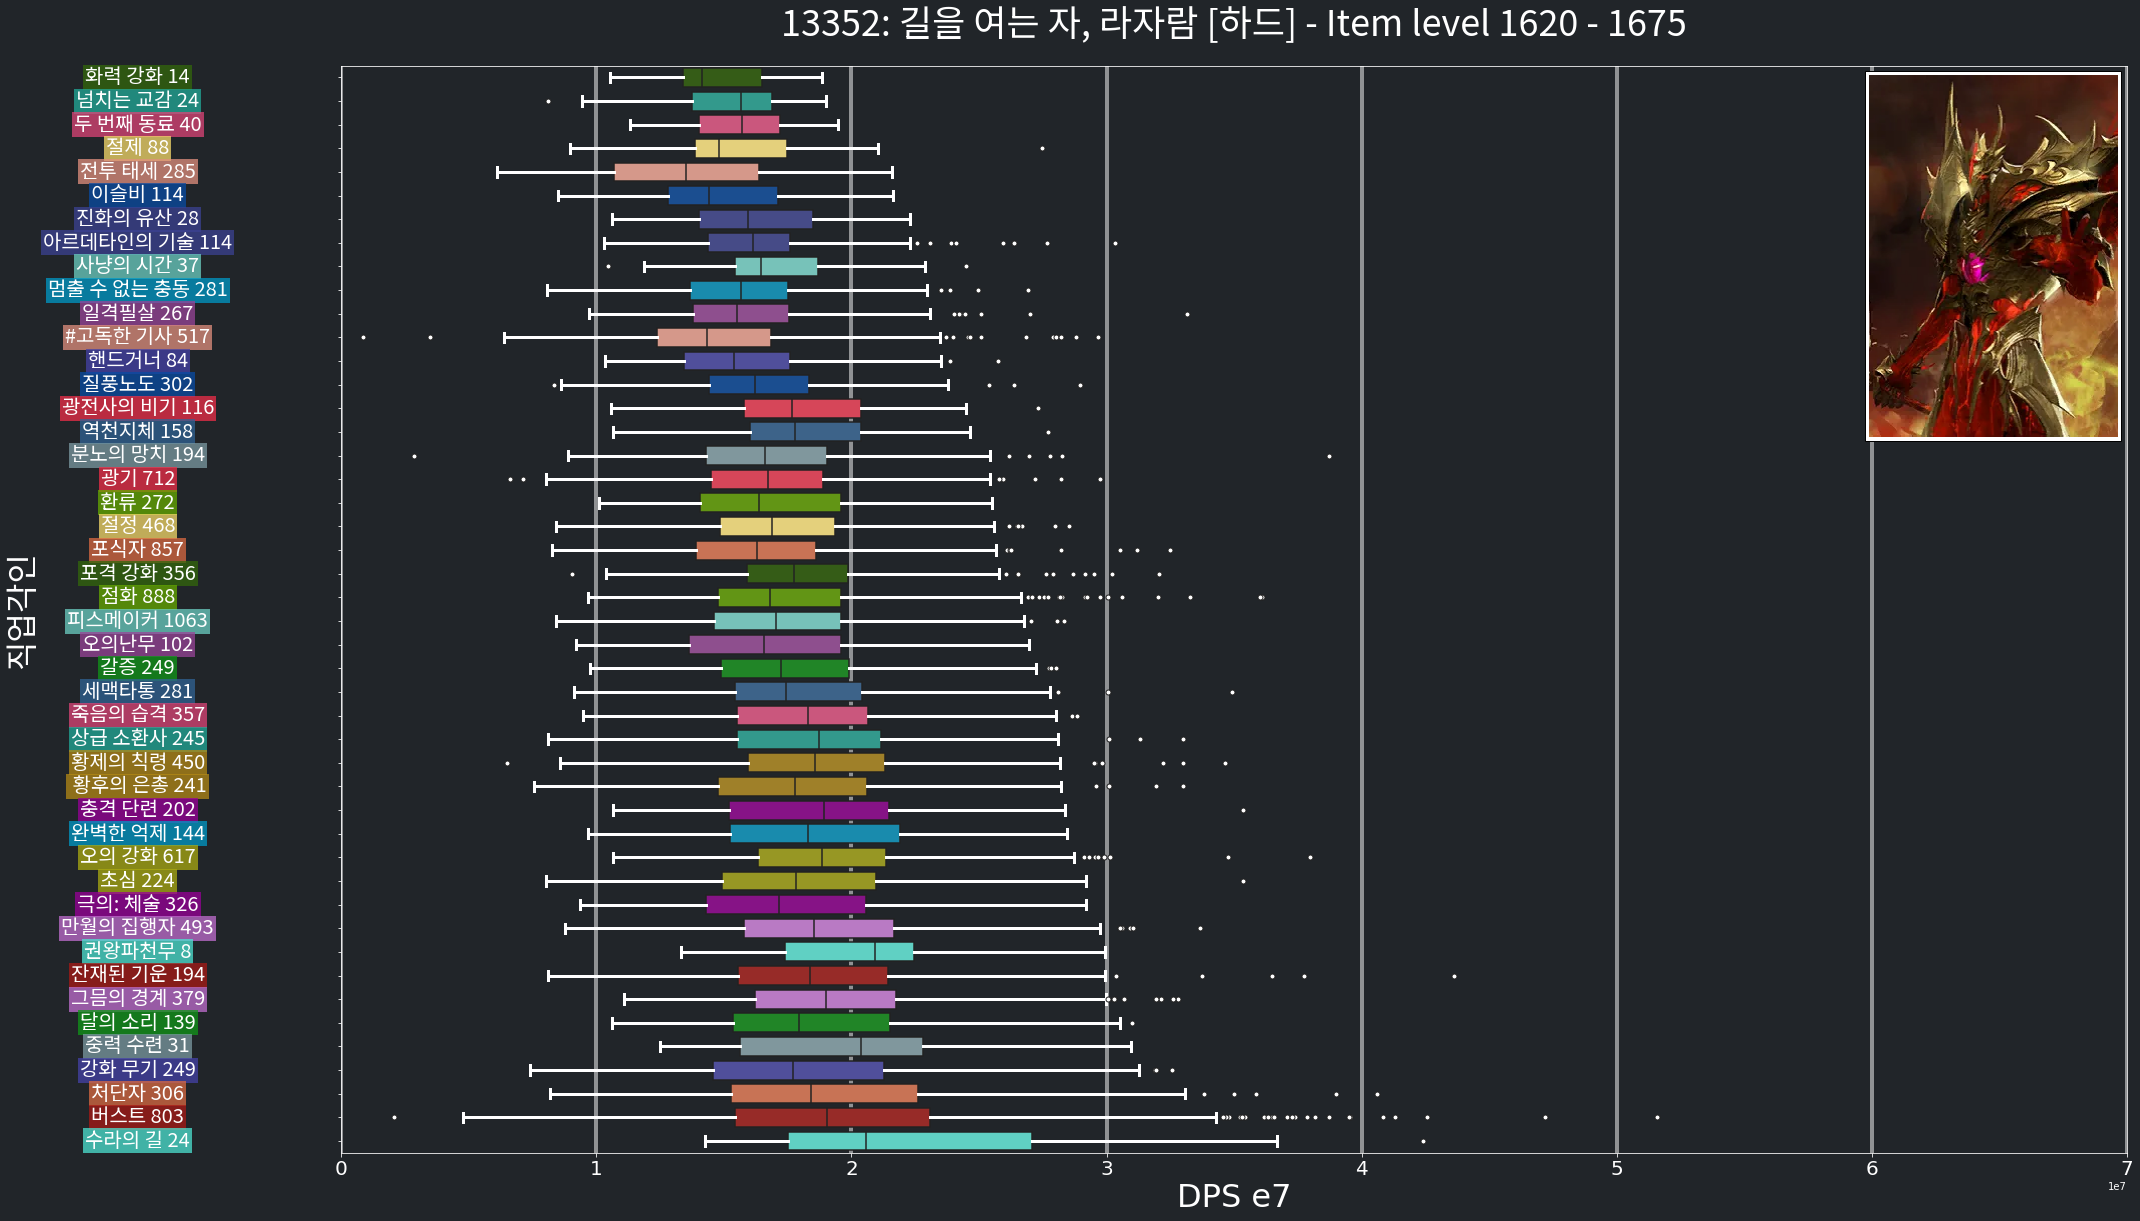 13352: 길을 여는 자, 라자람 [하드] - Item level 1620 - 1675
직업각인
화력 강화 14
넘치는 교감 24
두 번째 동료 40
절제 88
전투 태세 285
이슬비 114
진화의 유산 28
아르데타인의 기술 114
사냥의 시간 37
멈출 수 없는 충동 281
일격필살 267
#고독한 기사 517
핸드거너 84
질풍노도 302
광전사의 비기 116
역천지체 158
분노의 망치 194
광기 712
환류 272
절정 468
포식자 857
포격 강화 356
점화 888
피스메이커 1063
오의난무 102
갈증 249
세맥타통 281
죽음의 습격 357
상급 소환사 245
황제의 칙령 450
황후의 은총 241
충격 단련 202
완벽한 억제 144
오의 강화 617
초심 224
극의: 체술 326
만월의 집행자 493
권왕파천무 8
잔재된 기운 194
그믐의 경계 379
달의 소리 139
중력 수련 31
강화 무기 249
처단자 306
버스트 803
수라의 길 24
0 1 2 3 4 5 6 7
1e7
DPS e7